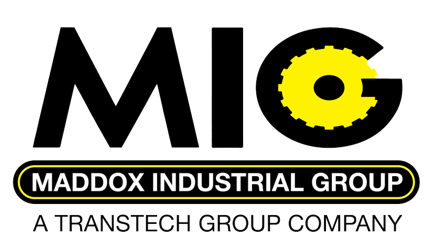 MIG
MADDOX INDUSTRIAL GROUP
A TRANSTECH GROUP COMPANY